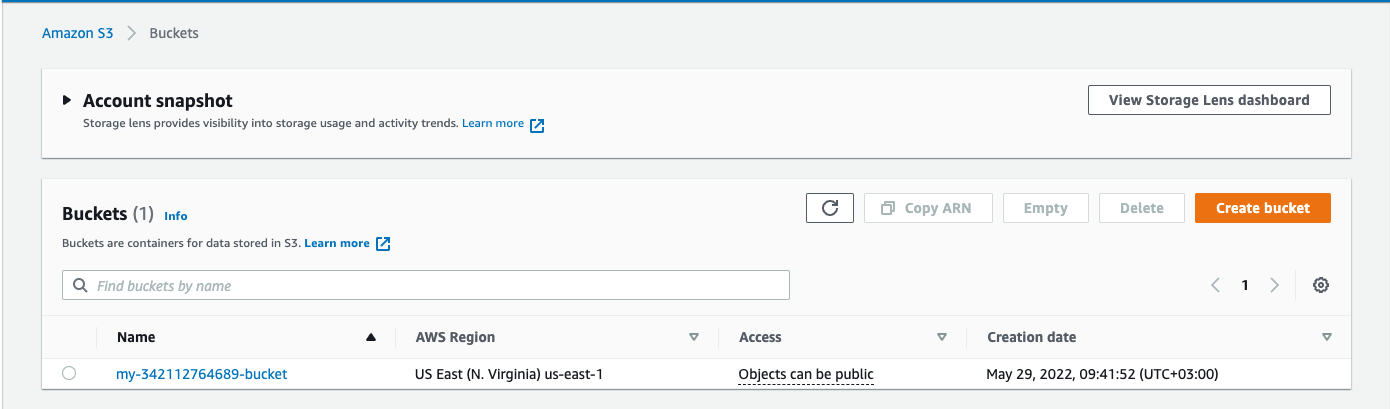 Amazon S3 > Buckets
Account snapshot
View Storage Lens dashboard
Storage lens provides visibility into storage usage and activity trends. Learn more
Buckets (1) Info
Copy ARN Empty Delete Create bucket
Buckets are containers for data stored in S3. Learn more
Find buckets by name
1
Name AWS Region Access Creation date
my-342112764689-bucket US East (N. Virginia) us-east-1 Objects can be public May 29, 2022, 09:41:52 (UTC+03:00)